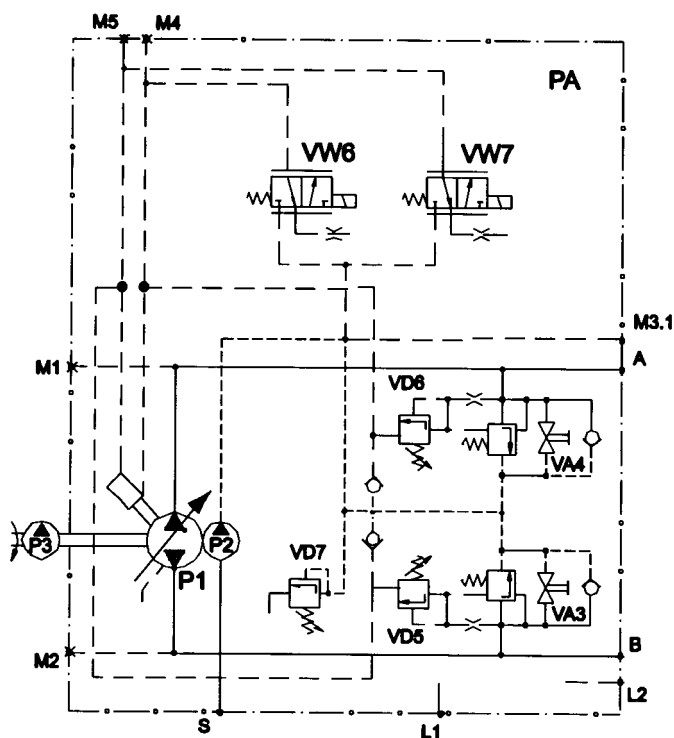 M5 M4
PA
VW6 VW7
M3.1
M1 A
VD6
VA4
P3 P1 P2
VD7
VD5 VA3
M2 B
L2
S L1